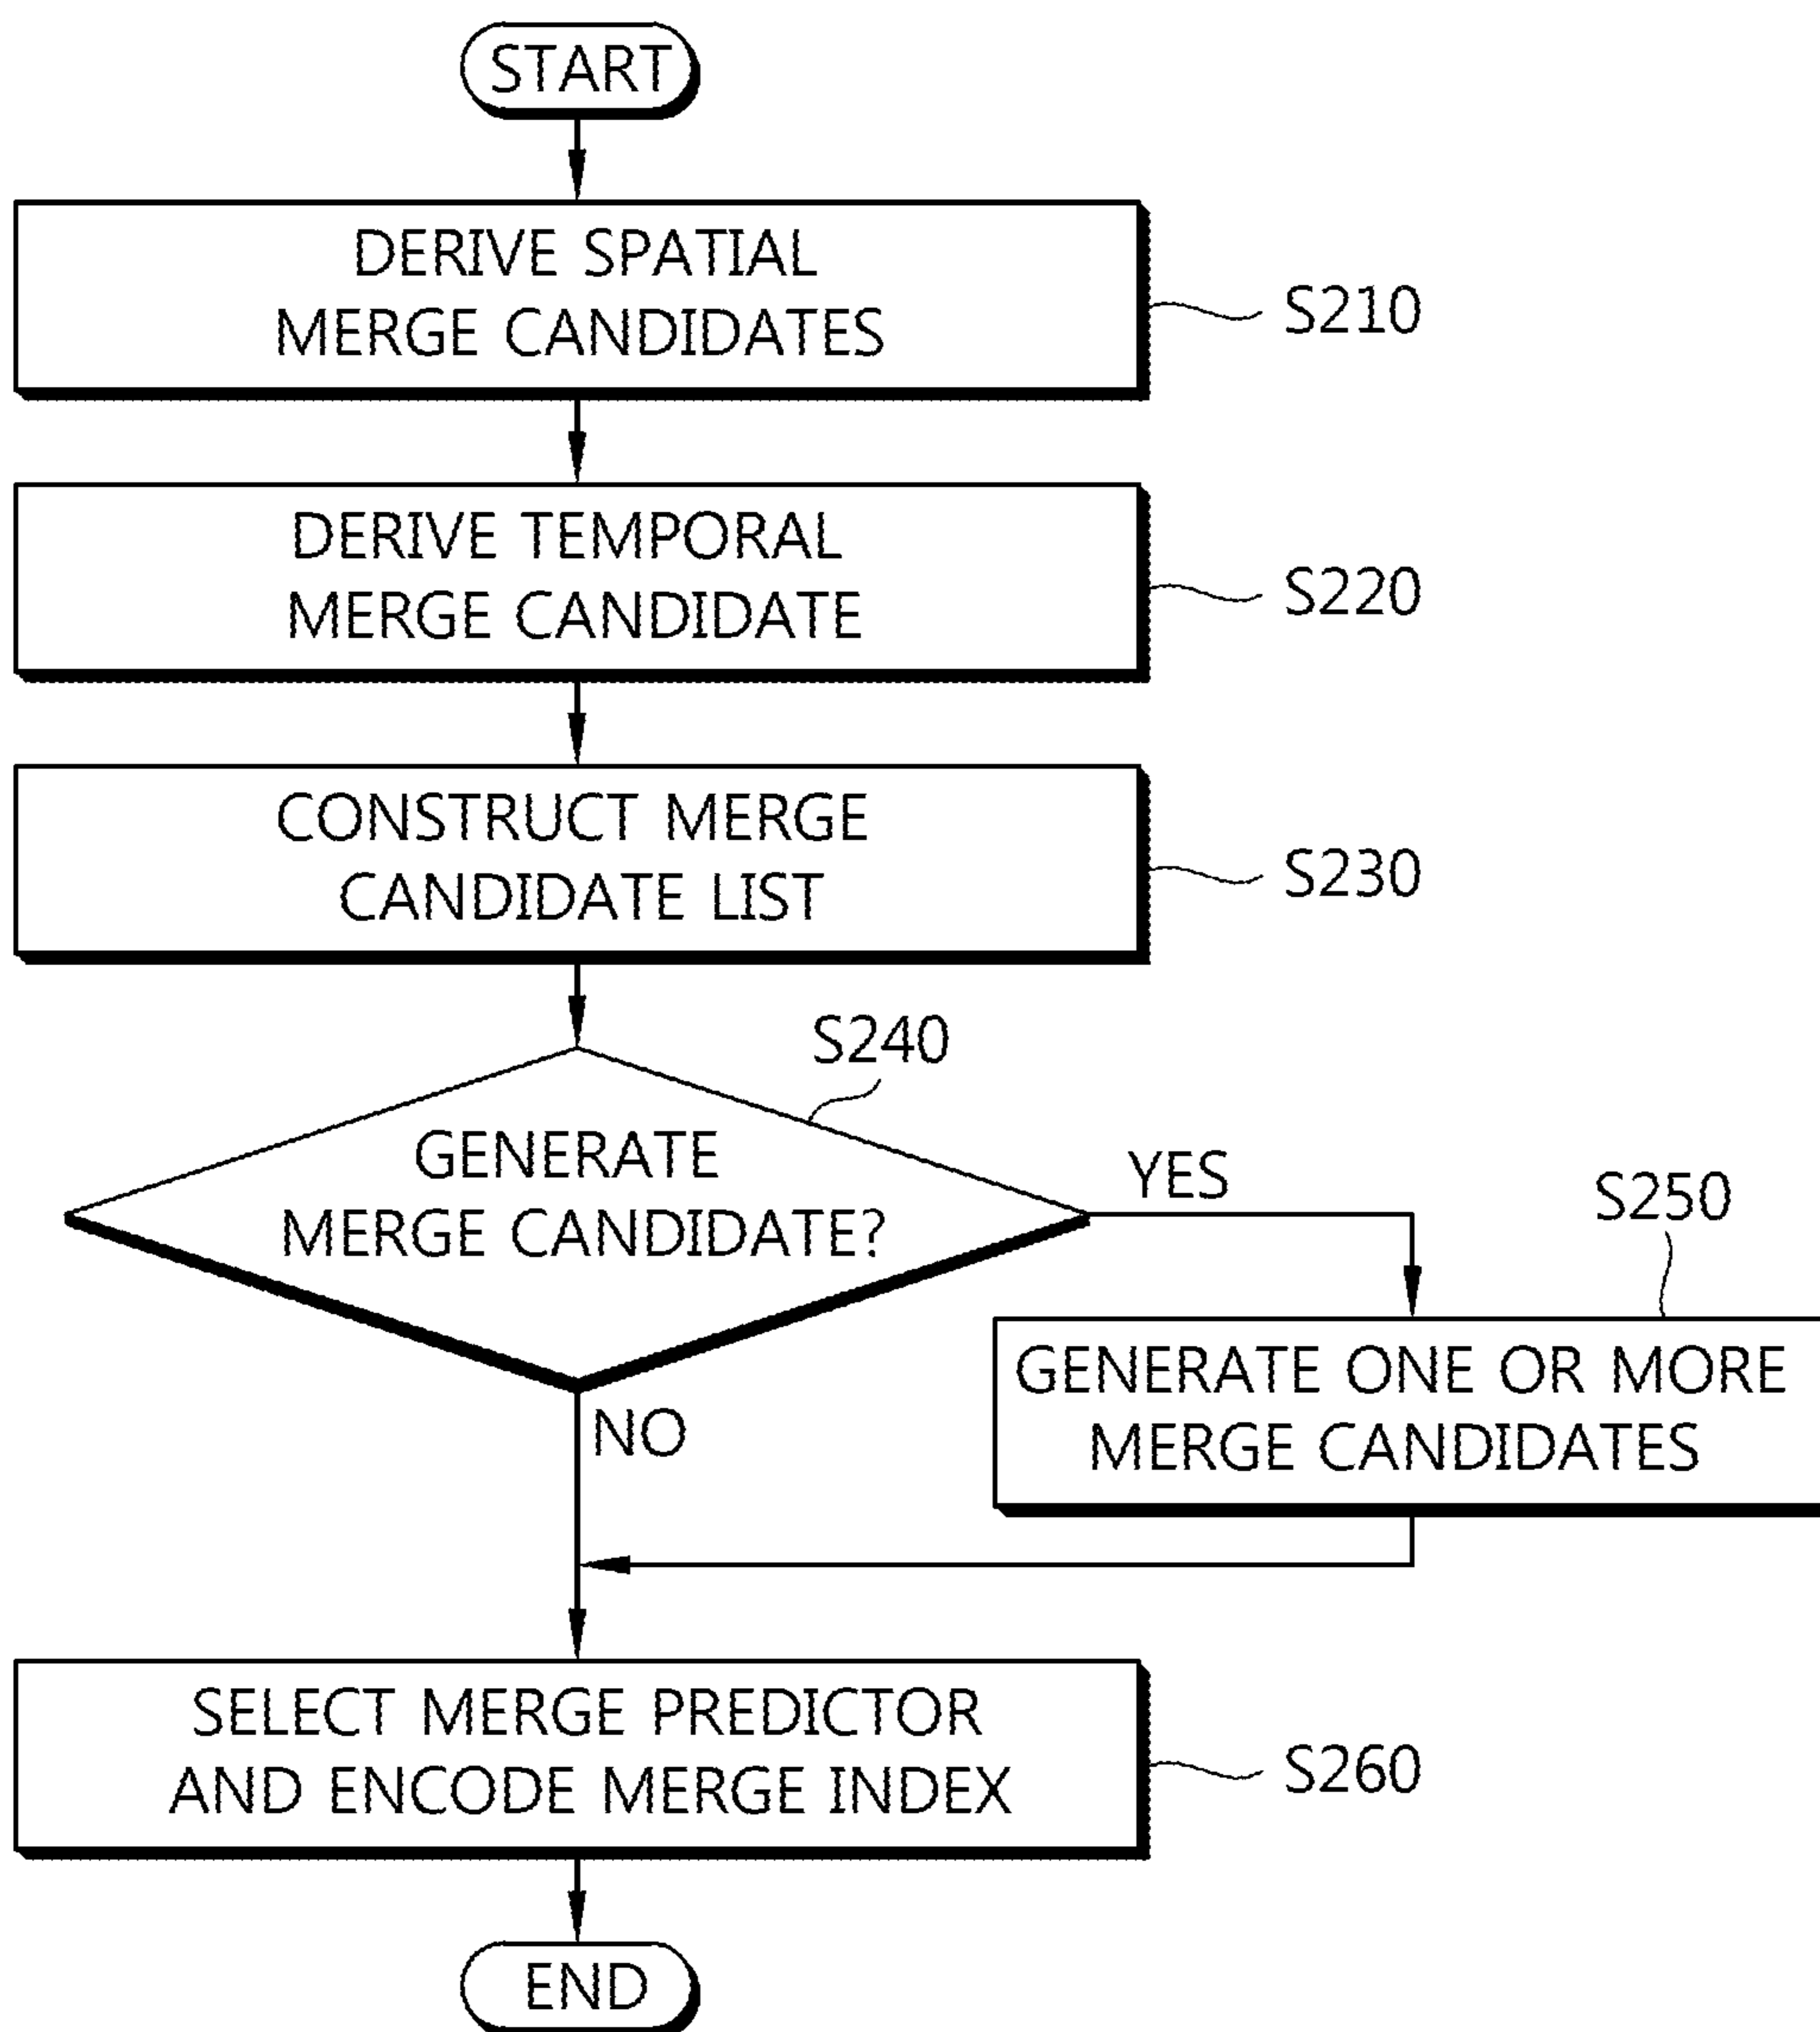 START
DERIVE SPATIAL
MERGE CANDIDATES
S210
DERIVE TEMPORAL
MERGE CANDIDATE
S220
CONSTRUCT MERGE
CANDIDATE LIST
S230
S240
GENERATE
MERGE CANDIDATE?
YES
S250
GENERATE ONE OR MORE
MERGE CANDIDATES
NO
SELECT MERGE PREDICTOR
AND ENCODE MERGE INDEX
S260
END